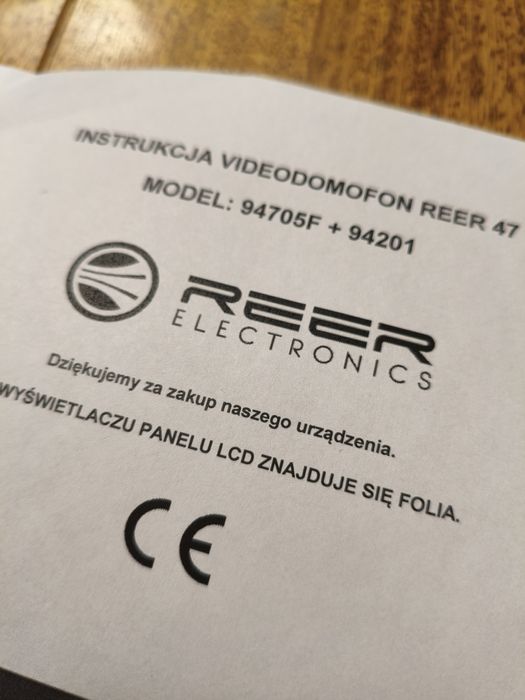 INSTRUKCJA VIDEODOMOFON REER 47
MODEL: 94705F + 94201
REER
ELECTRONICS
Dziękujemy za zakup naszego urządzenia.
WYŚWIETLACZU PANELU LCD ZNAJDUJE SIĘ FOLIA.
CE